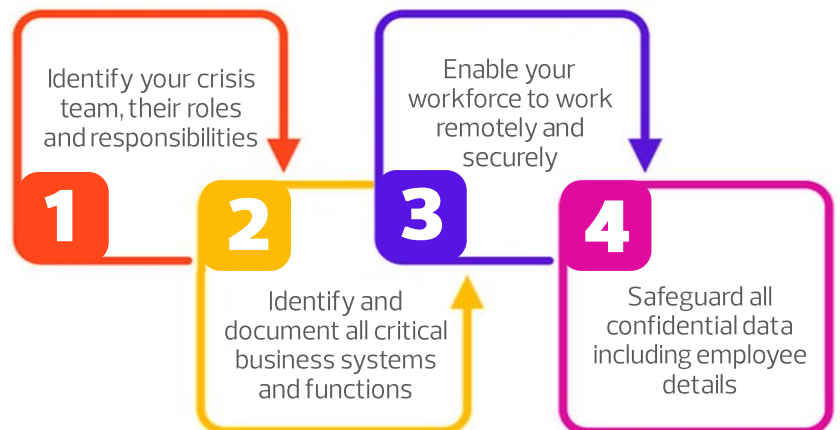 1
Identify your crisis
team, their roles
and responsibilities
2
Identify and
document all critical
business systems
and functions
3
Enable your
workforce to work
remotely and
securely
4
Safeguard all
confidential data
including employee
details